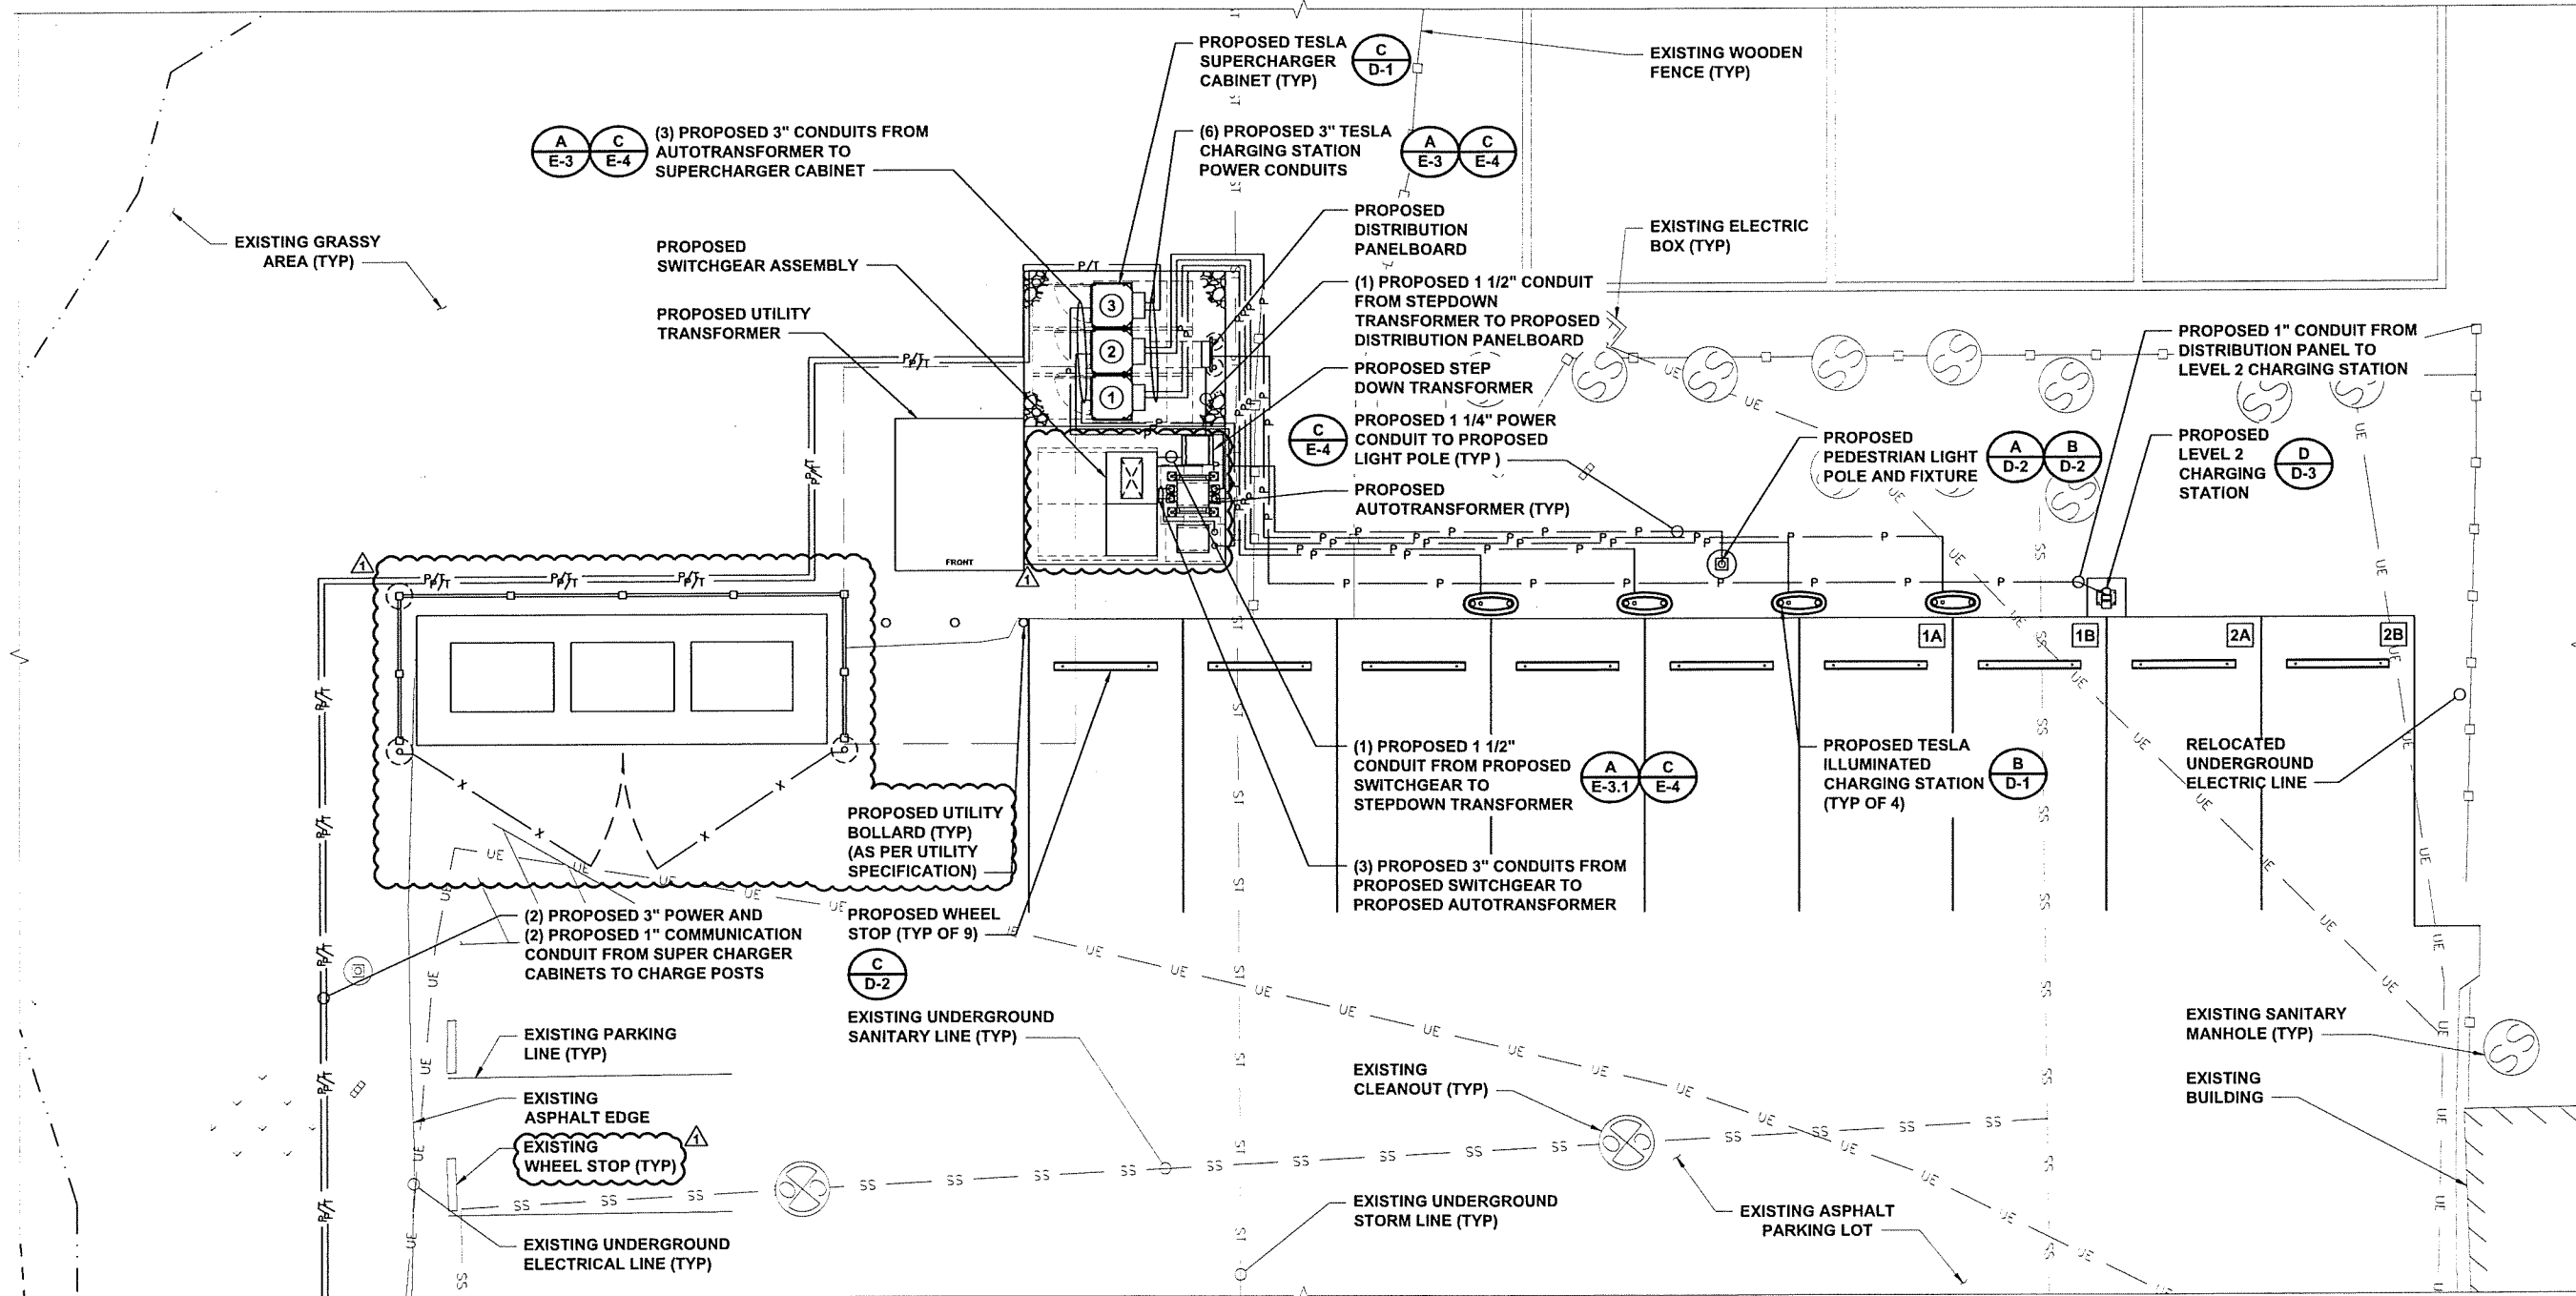 PROPOSED TESLA
SUPERCHARGER
CABINET (TYP)
C
D-1
EXISTING WOODEN
FENCE (TYP)
A
E-3
C
E-4
(3) PROPOSED 3" CONDUITS FROM
AUTOTRANSFORMER TO
SUPERCHARGER CABINET
(6) PROPOSED 3" TESLA
CHARGING STATION
POWER CONDUITS
A
E-3
C
E-4
EXISTING GRASSY
AREA (TYP)
PROPOSED
SWITCHGEAR ASSEMBLY
PROPOSED
DISTRIBUTION
PANELBOARD
EXISTING ELECTRIC
BOX (TYP)
PROPOSED UTILITY
TRANSFORMER
P/T
3
2
1
(1) PROPOSED 1 1/2" CONDUIT
FROM STEPDOWN
TRANSFORMER TO PROPOSED
DISTRIBUTION PANELBOARD
PROPOSED 1" CONDUIT FROM
DISTRIBUTION PANEL TO
LEVEL 2 CHARGING STATION
PROPOSED STEP
DOWN TRANSFORMER
C
E-4
PROPOSED 1 1/4" POWER
CONDUIT TO PROPOSED
LIGHT POLE (TYP )
PROPOSED
PEDESTRIAN LIGHT
POLE AND FIXTURE
A
D-2
B
D-2
PROPOSED
LEVEL 2
CHARGING
STATION
D
D-3
PROPOSED
AUTOTRANSFORMER (TYP)
FRONT
1
1
1A
1B
2A
2B
PROPOSED UTILITY
BOLLARD (TYP)
(AS PER UTILITY
SPECIFICATION)
(1) PROPOSED 1 1/2"
CONDUIT FROM PROPOSED
SWITCHGEAR TO
STEPDOWN TRANSFORMER
A
E-3.1
C
E-4
PROPOSED TESLA
ILLUMINATED
CHARGING STATION
(TYP OF 4)
B
D-1
RELOCATED
UNDERGROUND
ELECTRIC LINE
(3) PROPOSED 3" CONDUITS FROM
PROPOSED SWITCHGEAR TO
PROPOSED AUTOTRANSFORMER
(2) PROPOSED 3" POWER AND
(2) PROPOSED 1" COMMUNICATION
CONDUIT FROM SUPER CHARGER
CABINETS TO CHARGE POSTS
PROPOSED WHEEL
STOP (TYP OF 9)
C
D-2
EXISTING UNDERGROUND
SANITARY LINE (TYP)
EXISTING PARKING
LINE (TYP)
EXISTING
CLEANOUT (TYP)
EXISTING SANITARY
MANHOLE (TYP)
EXISTING
BUILDING
EXISTING
ASPHALT EDGE
EXISTING
WHEEL STOP (TYP)
1
EXISTING UNDERGROUND
ELECTRICAL LINE (TYP)
EXISTING UNDERGROUND
STORM LINE (TYP)
EXISTING ASPHALT
PARKING LOT
UE
SS
ST
P
X